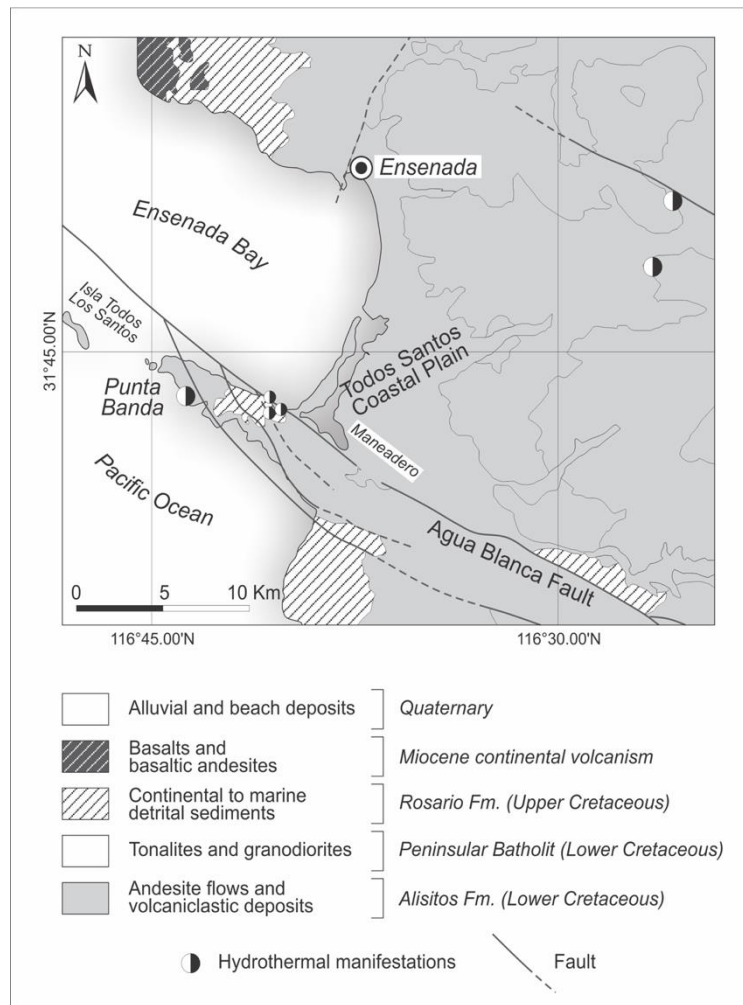 N
Ensenada
Ensenada Bay
Isla Todos
Los Santos
31°45.00'N
Todos Santos
Coastal Plain
Punta
Banda
Maneadero
Pacific Ocean
Agua Blanca Fault
0 5 10 Km
116°45.00'N 116°30.00'N
Alluvial and beach deposits Quaternary
Basalts and
basaltic andesites Miocene continental volcanism
Continental to marine
detrital sediments Rosario Fm. (Upper Cretaceous)
Tonalites and granodiorites Peninsular Batholit (Lower Cretaceous)
Andesite flows and
volcaniclastic deposits Alisitos Fm. (Lower Cretaceous)
Hydrothermal manifestations Fault